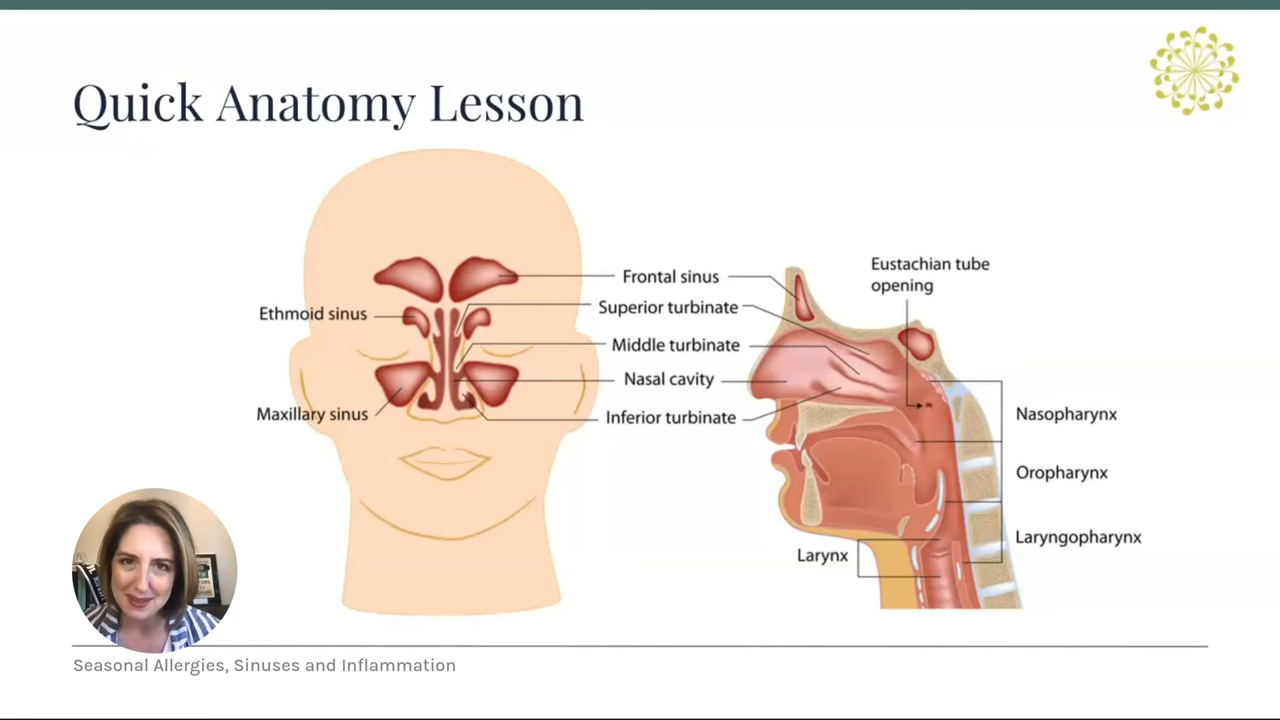 Quick Anatomy Lesson
Ethmoid sinus
Maxillary sinus
Frontal sinus
Superior turbinate
Middle turbinate
Nasal cavity
Inferior turbinate
Eustachian tube
opening
Nasopharynx
Oropharynx
Laryngopharynx
Larynx
Seasonal Allergies, Sinuses and Inflammation